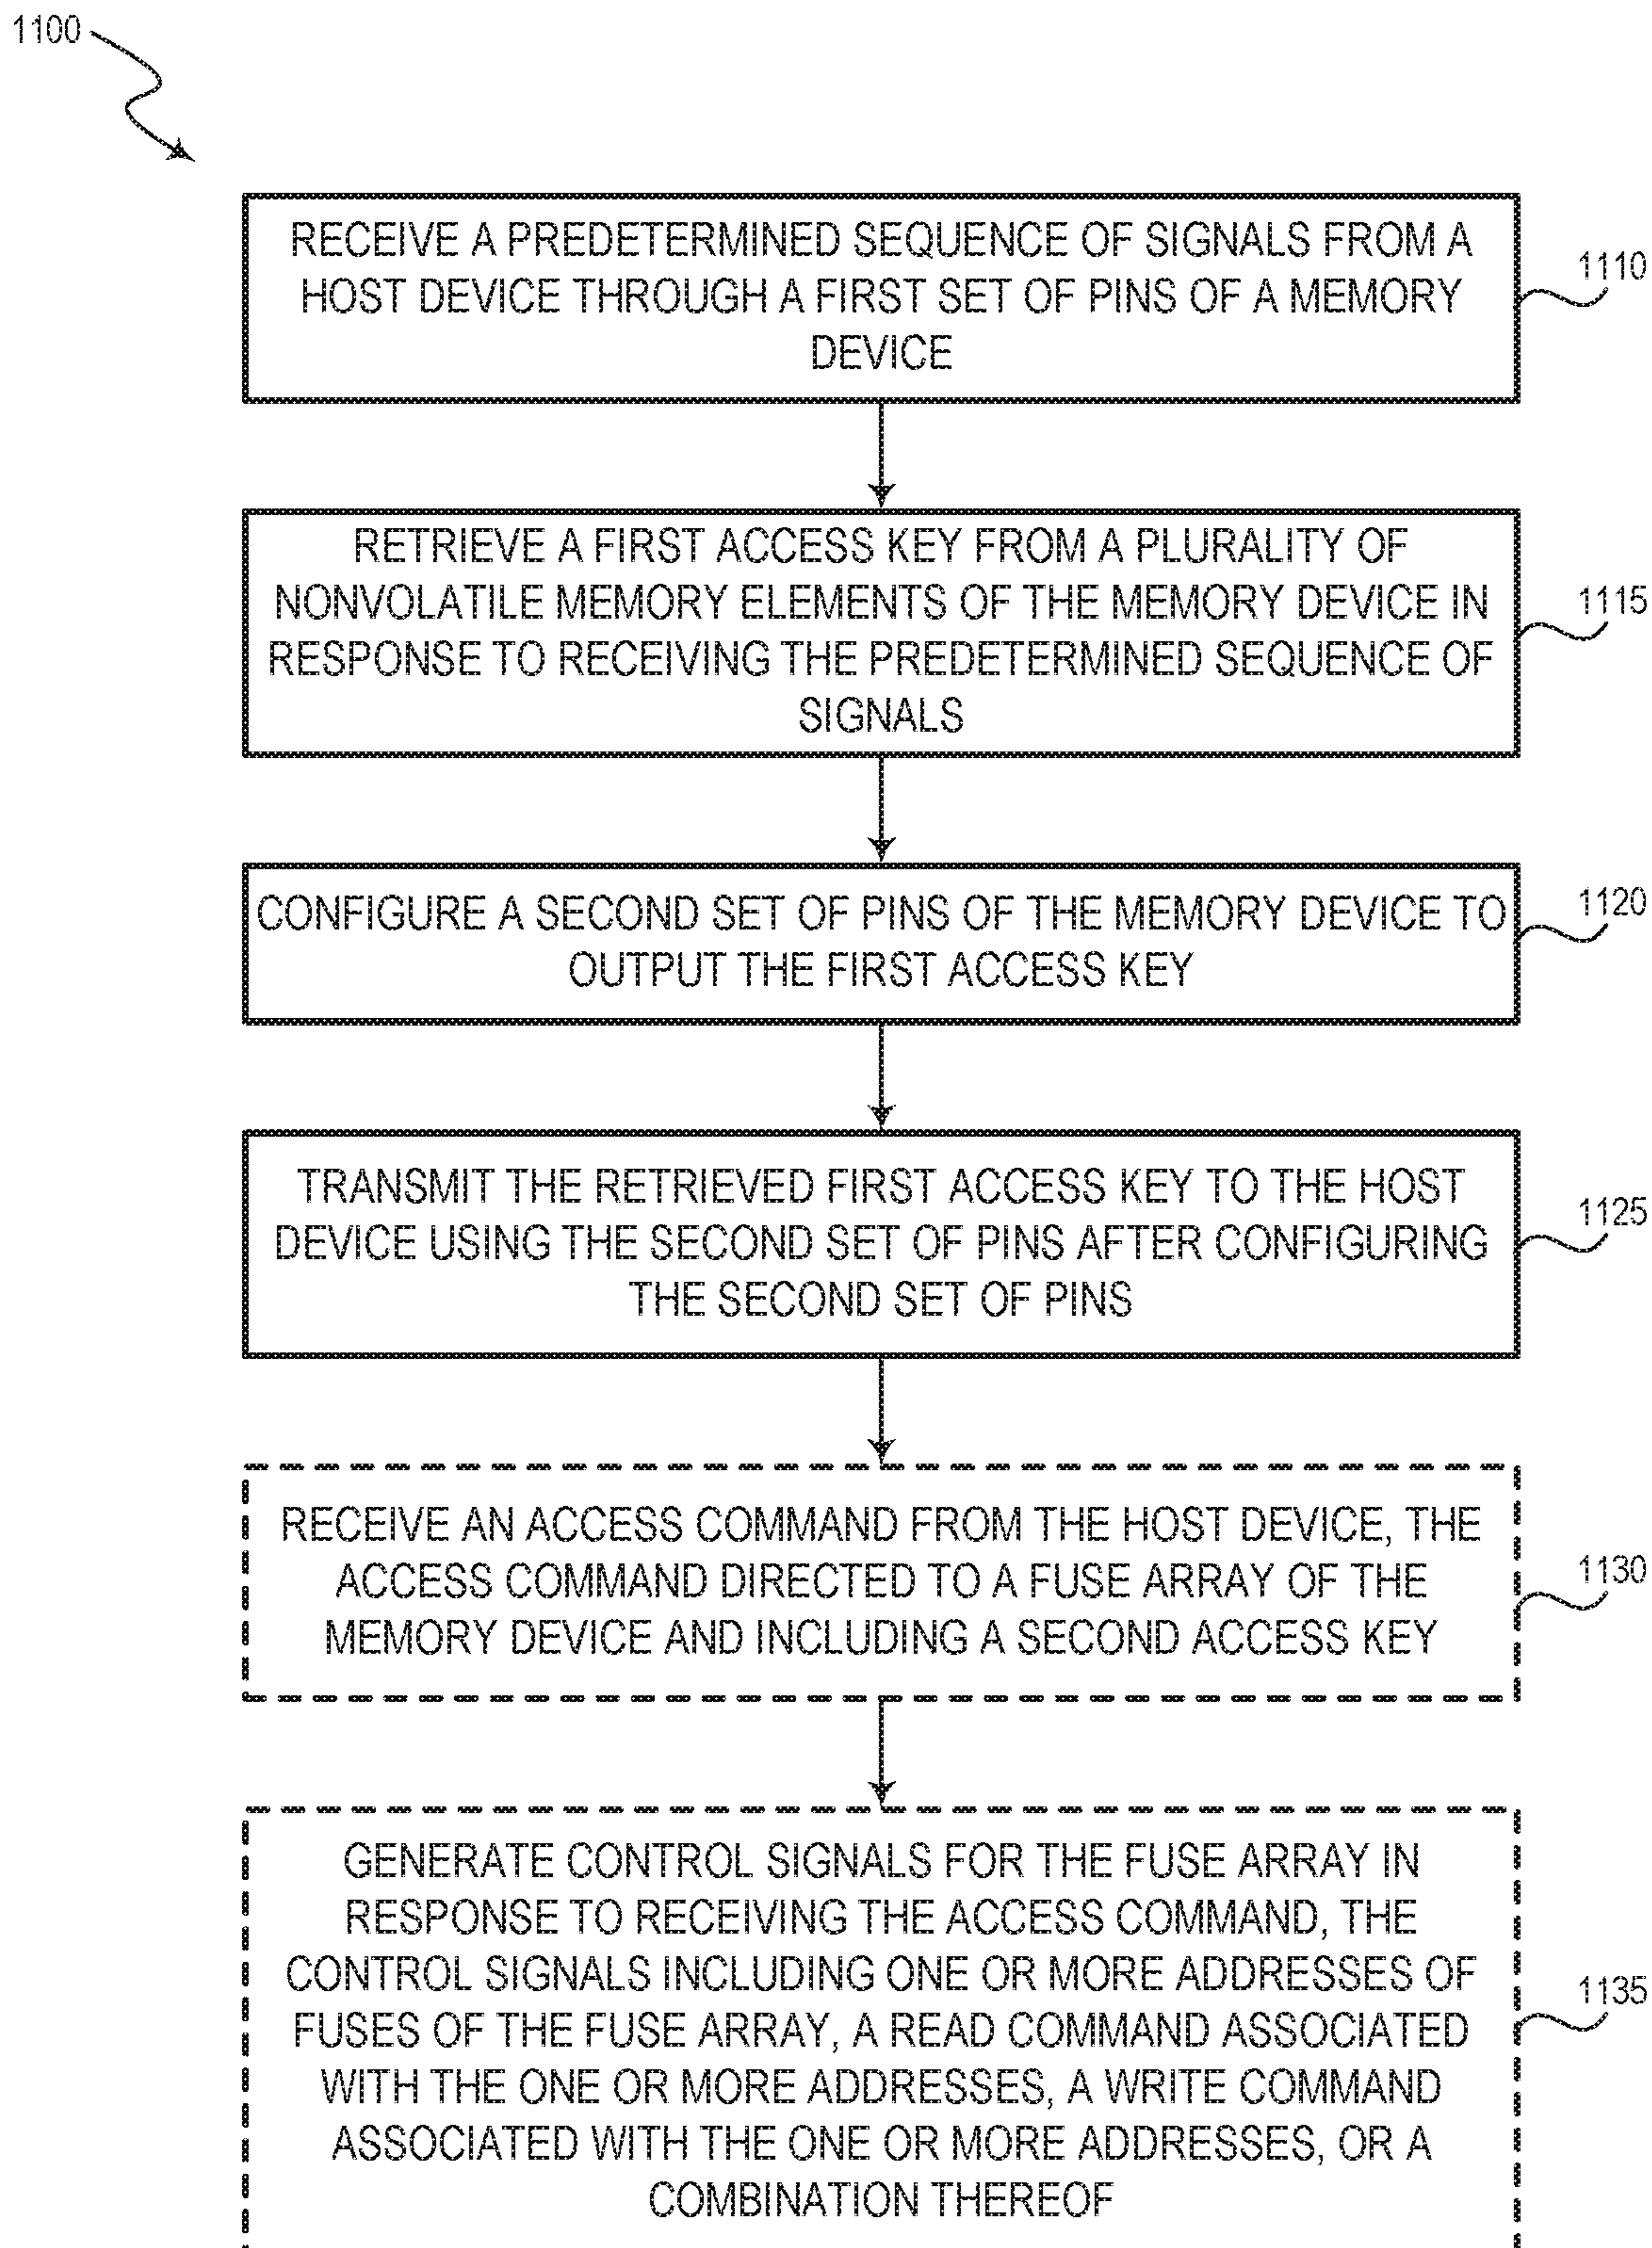 1100
RECEIVE A PREDETERMINED SEQUENCE OF SIGNALS FROM A
HOST DEVICE THROUGH A FIRST SET OF PINS OF A MEMORY
DEVICE
1110
RETRIEVE A FIRST ACCESS KEY FROM A PLURALITY OF
NONVOLATILE MEMORY ELEMENTS OF THE MEMORY DEVICE IN
RESPONSE TO RECEIVING THE PREDETERMINED SEQUENCE OF
SIGNALS
1115
CONFIGURE A SECOND SET OF PINS OF THE MEMORY DEVICE TO
OUTPUT THE FIRST ACCESS KEY
1120
TRANSMIT THE RETRIEVED FIRST ACCESS KEY TO THE HOST
DEVICE USING THE SECOND SET OF PINS AFTER CONFIGURING
THE SECOND SET OF PINS
1125
RECEIVE AN ACCESS COMMAND FROM THE HOST DEVICE, THE
ACCESS COMMAND DIRECTED TO A FUSE ARRAY OF THE
MEMORY DEVICE AND INCLUDING A SECOND ACCESS KEY
1130
GENERATE CONTROL SIGNALS FOR THE FUSE ARRAY IN
RESPONSE TO RECEIVING THE ACCESS COMMAND, THE
CONTROL SIGNALS INCLUDING ONE OR MORE ADDRESSES OF
FUSES OF THE FUSE ARRAY, A READ COMMAND ASSOCIATED
WITH THE ONE OR MORE ADDRESSES, A WRITE COMMAND
ASSOCIATED WITH THE ONE OR MORE ADDRESSES, OR A
COMBINATION THEREOF
1135